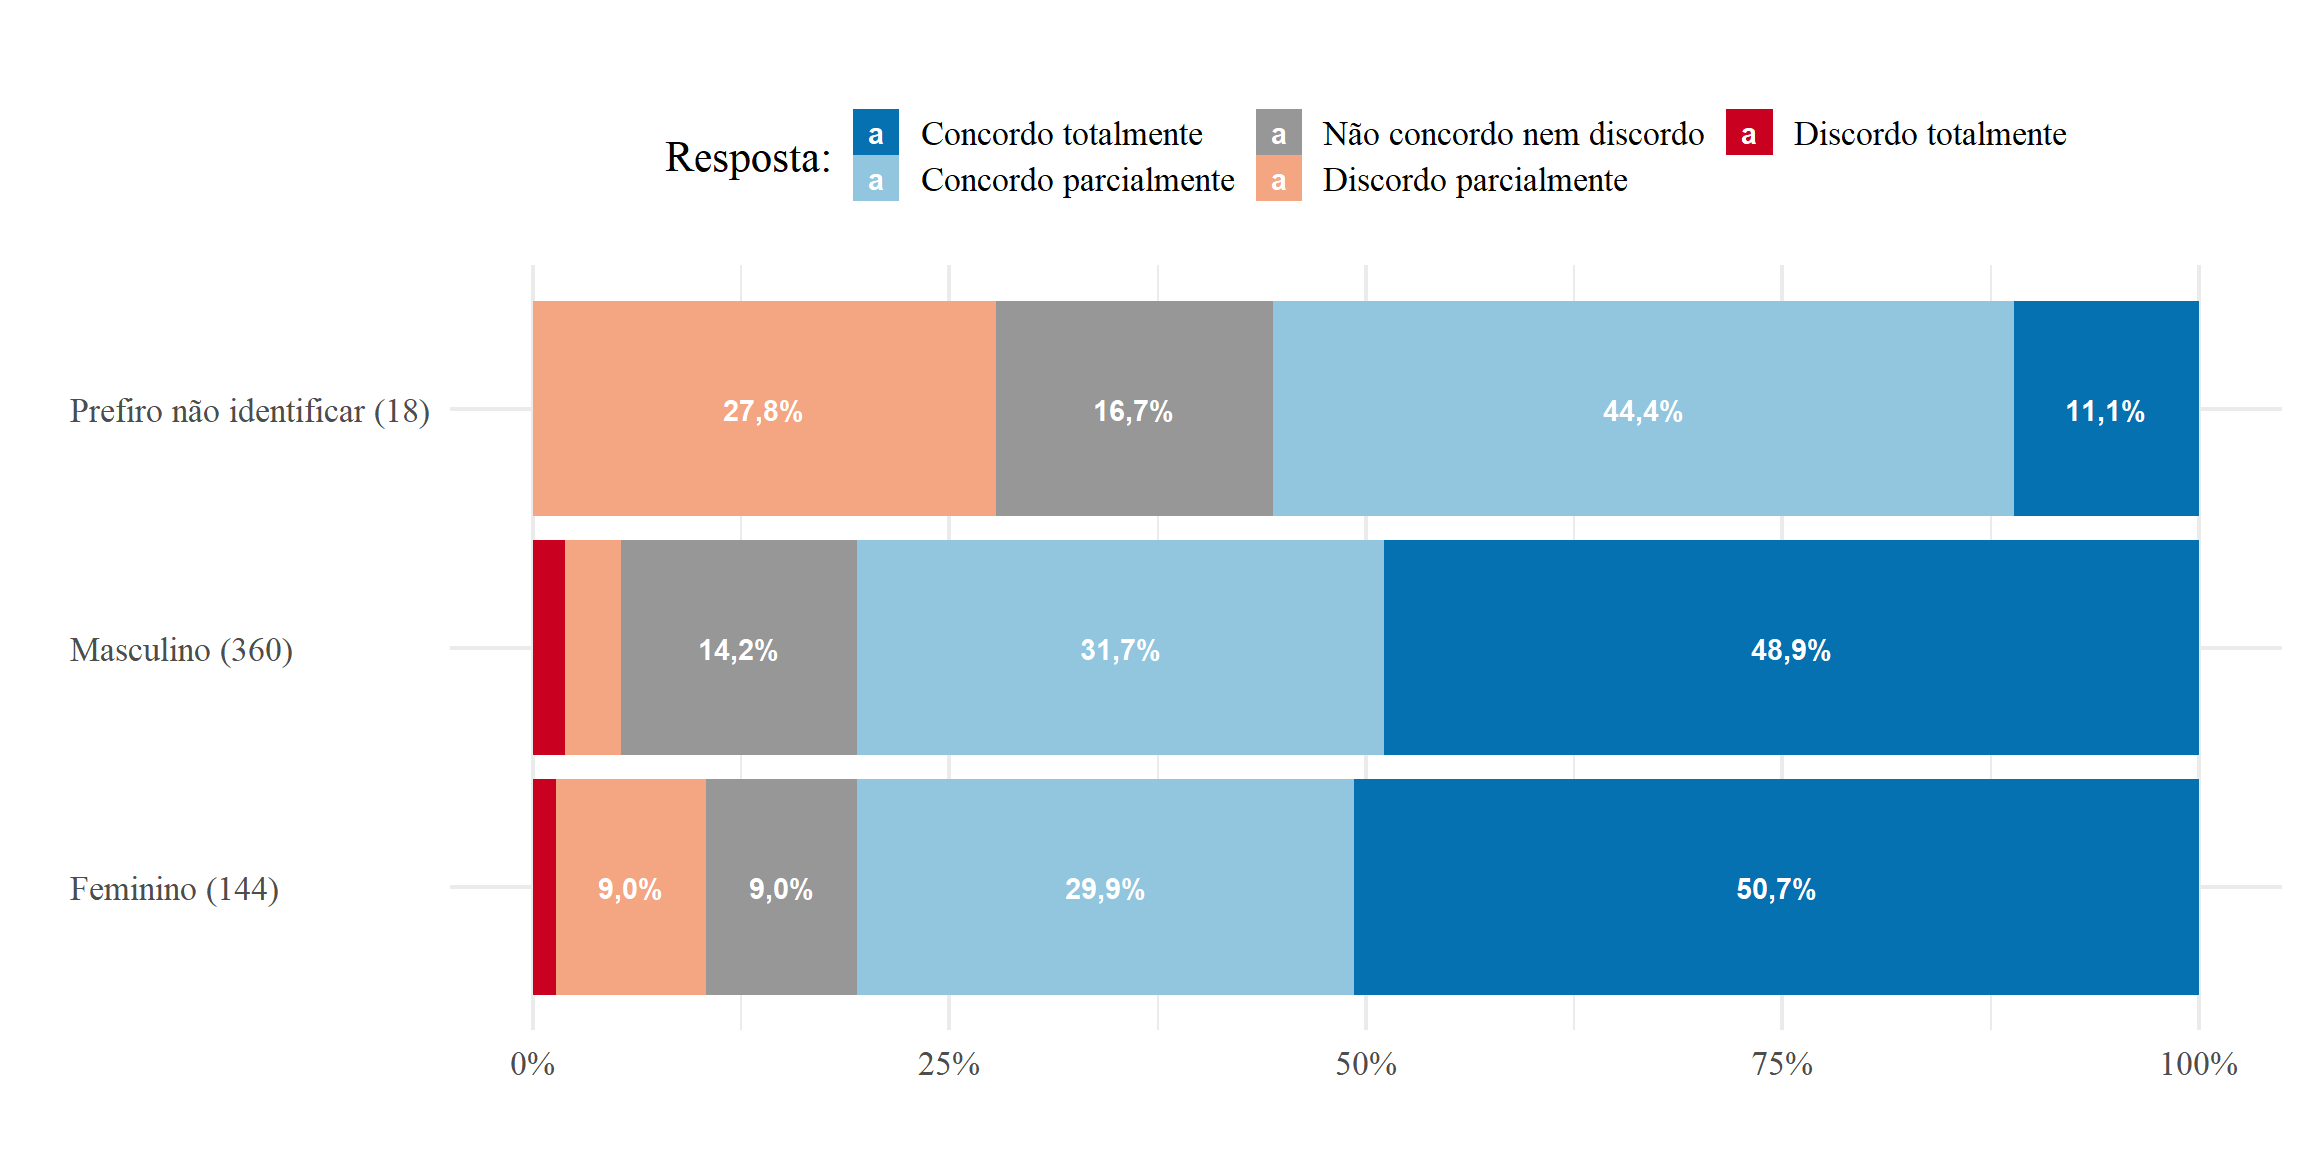 Resposta:
a Concordo totalmente a Não concordo nem discordo a Discordo totalmente
a Concordo parcialmente a Discordo parcialmente
Prefiro não identificar (18) 27,8% 16,7% 44,4% 11,1%
Masculino (360) 14,2% 31,7% 48,9%
Feminino (144) 9,0% 9,0% 29,9% 50,7%
0% 25% 50% 75% 100%